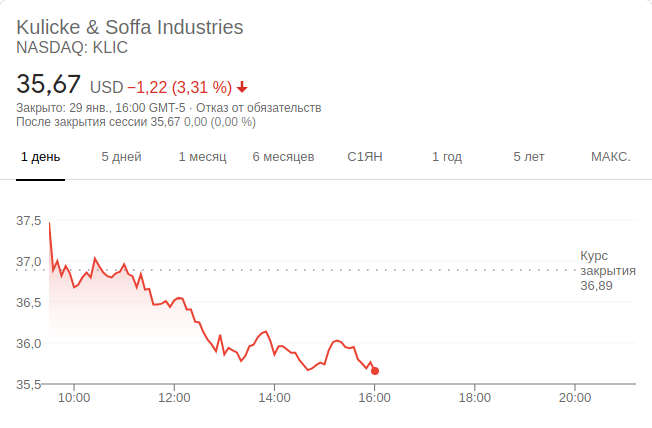 Kulicke & Soffa Industries
NASDAQ: KLIC
35,67 USD −1,22 (3,31 %)
Закрыто: 29 янв., 16:00 GMT-5 · Отказ от обязательств
После закрытия сессии 35,67 0,00 (0,00 %)
1 день 5 дней 1 месяц 6 месяцев С1ЯН 1 год 5 лет МАКС.
37,5
Курс
37,0
закрытия
36,89
36,5
36,0
35,5
10:00 12:00 14:00 16:00 18:00 20:00